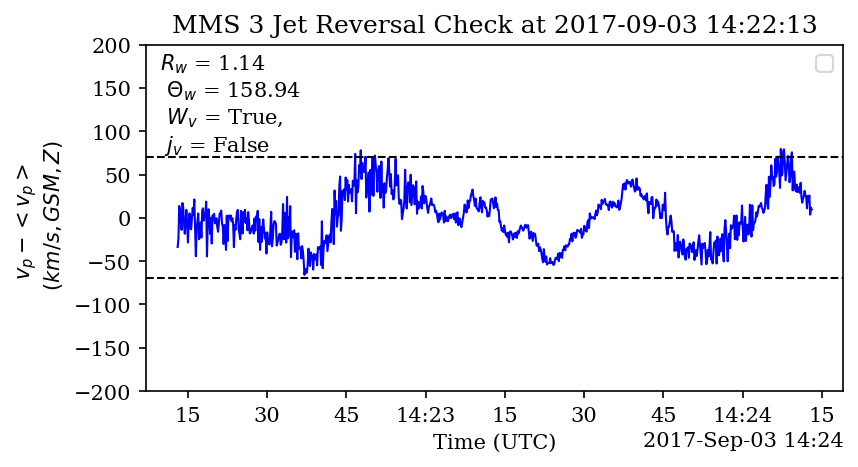 MMS 3 Jet Reversal Check at 2017-09-03 14:22:13
R_w = 1.14
Θ_w = 158.94
W_v = True,
j_v = False
v_p − < v_p >
(km/s, GSM, Z)
200
150
100
50
0
−50
−100
−150
−200
15 30 45 14:23 15 30 45 14:24 15
Time (UTC)
2017-Sep-03 14:24